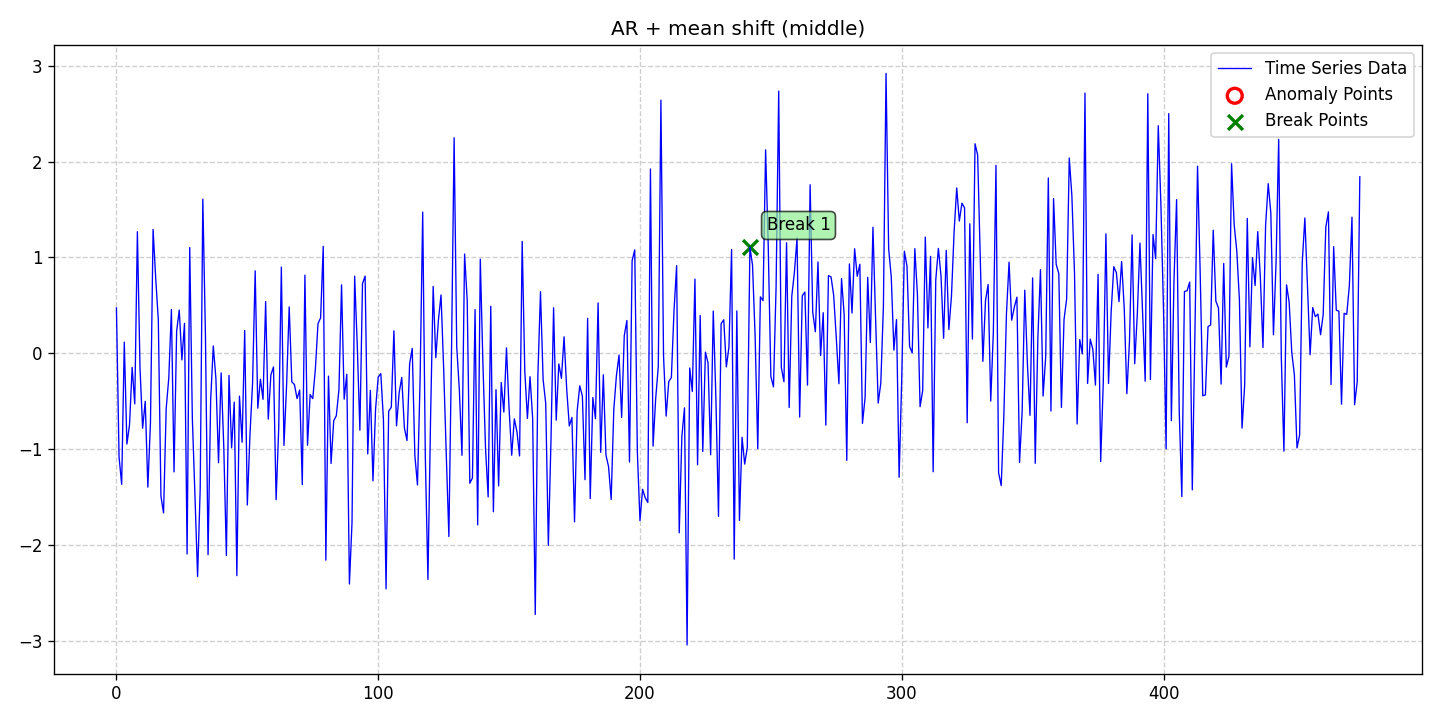 AR + mean shift (middle)
Time Series Data
Anomaly Points
Break Points
Break 1
3
2
1
0
−1
−2
−3
0 100 200 300 400